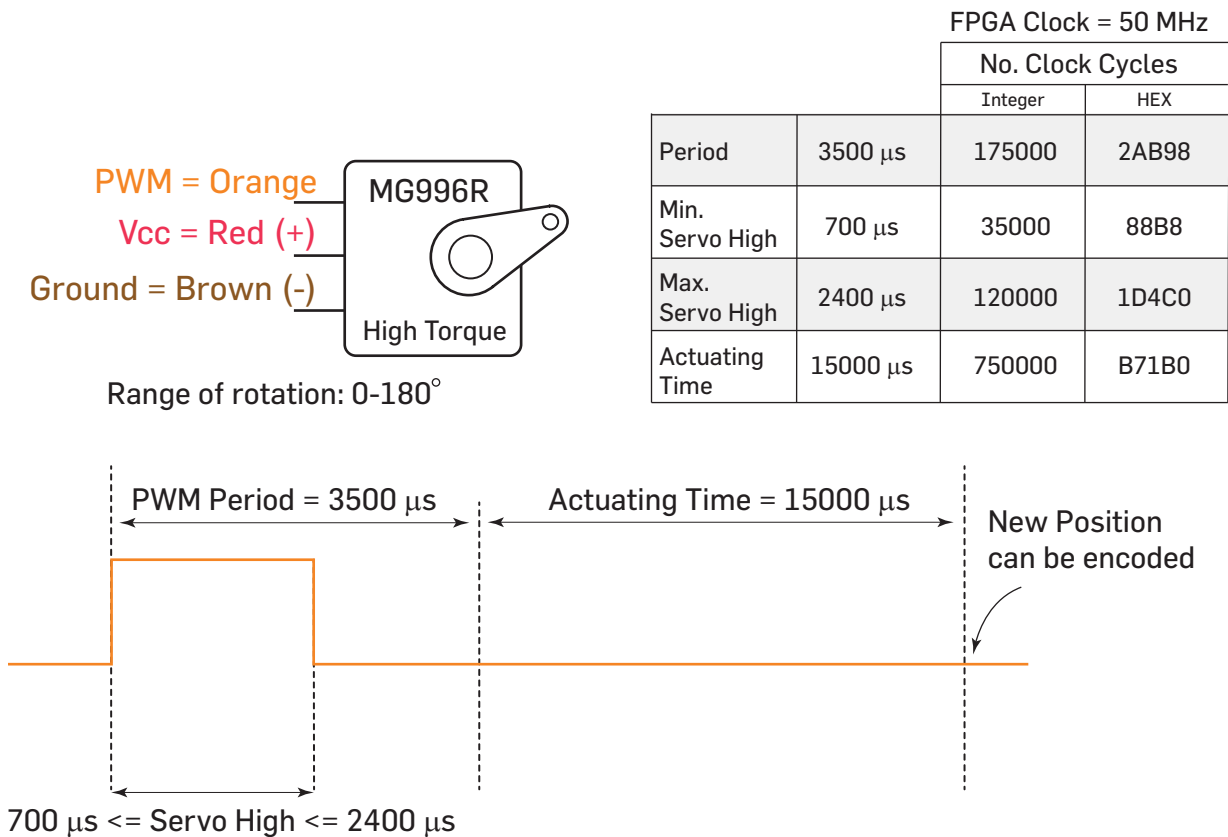 FPGA Clock = 50 MHz
No. Clock Cycles
Integer HEX
Period 3500 μs 175000 2AB98
Min.
Servo High 700 μs 35000 88B8
Max.
Servo High 2400 μs 120000 1D4C0
Actuating
Time 15000 μs 750000 B71B0
PWM = Orange
Vcc = Red (+)
Ground = Brown (-)
MG996R
High Torque
Range of rotation: 0-180°
PWM Period = 3500 μs
Actuating Time = 15000 μs
New Position
can be encoded
700 μs <= Servo High <= 2400 μs